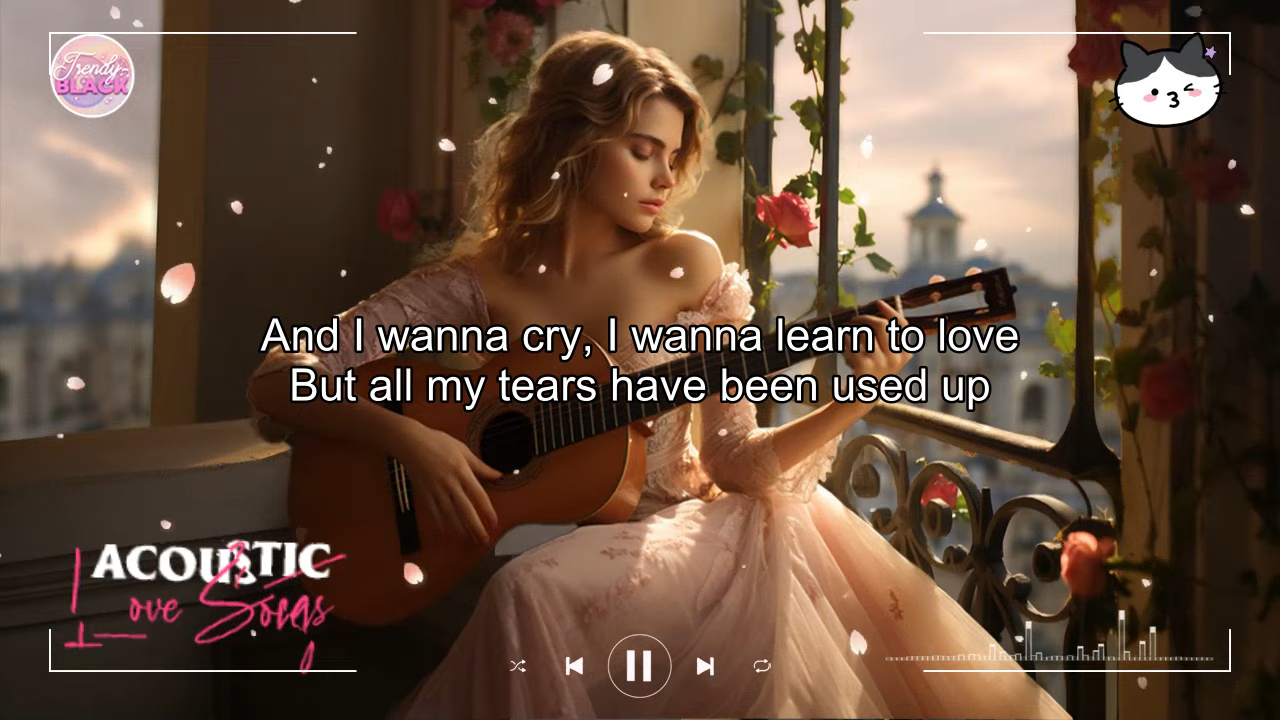 Trendy
BLACK
And I wanna cry, I wanna learn to love
But all my tears have been used up
ACOUSTIC
Love Songs